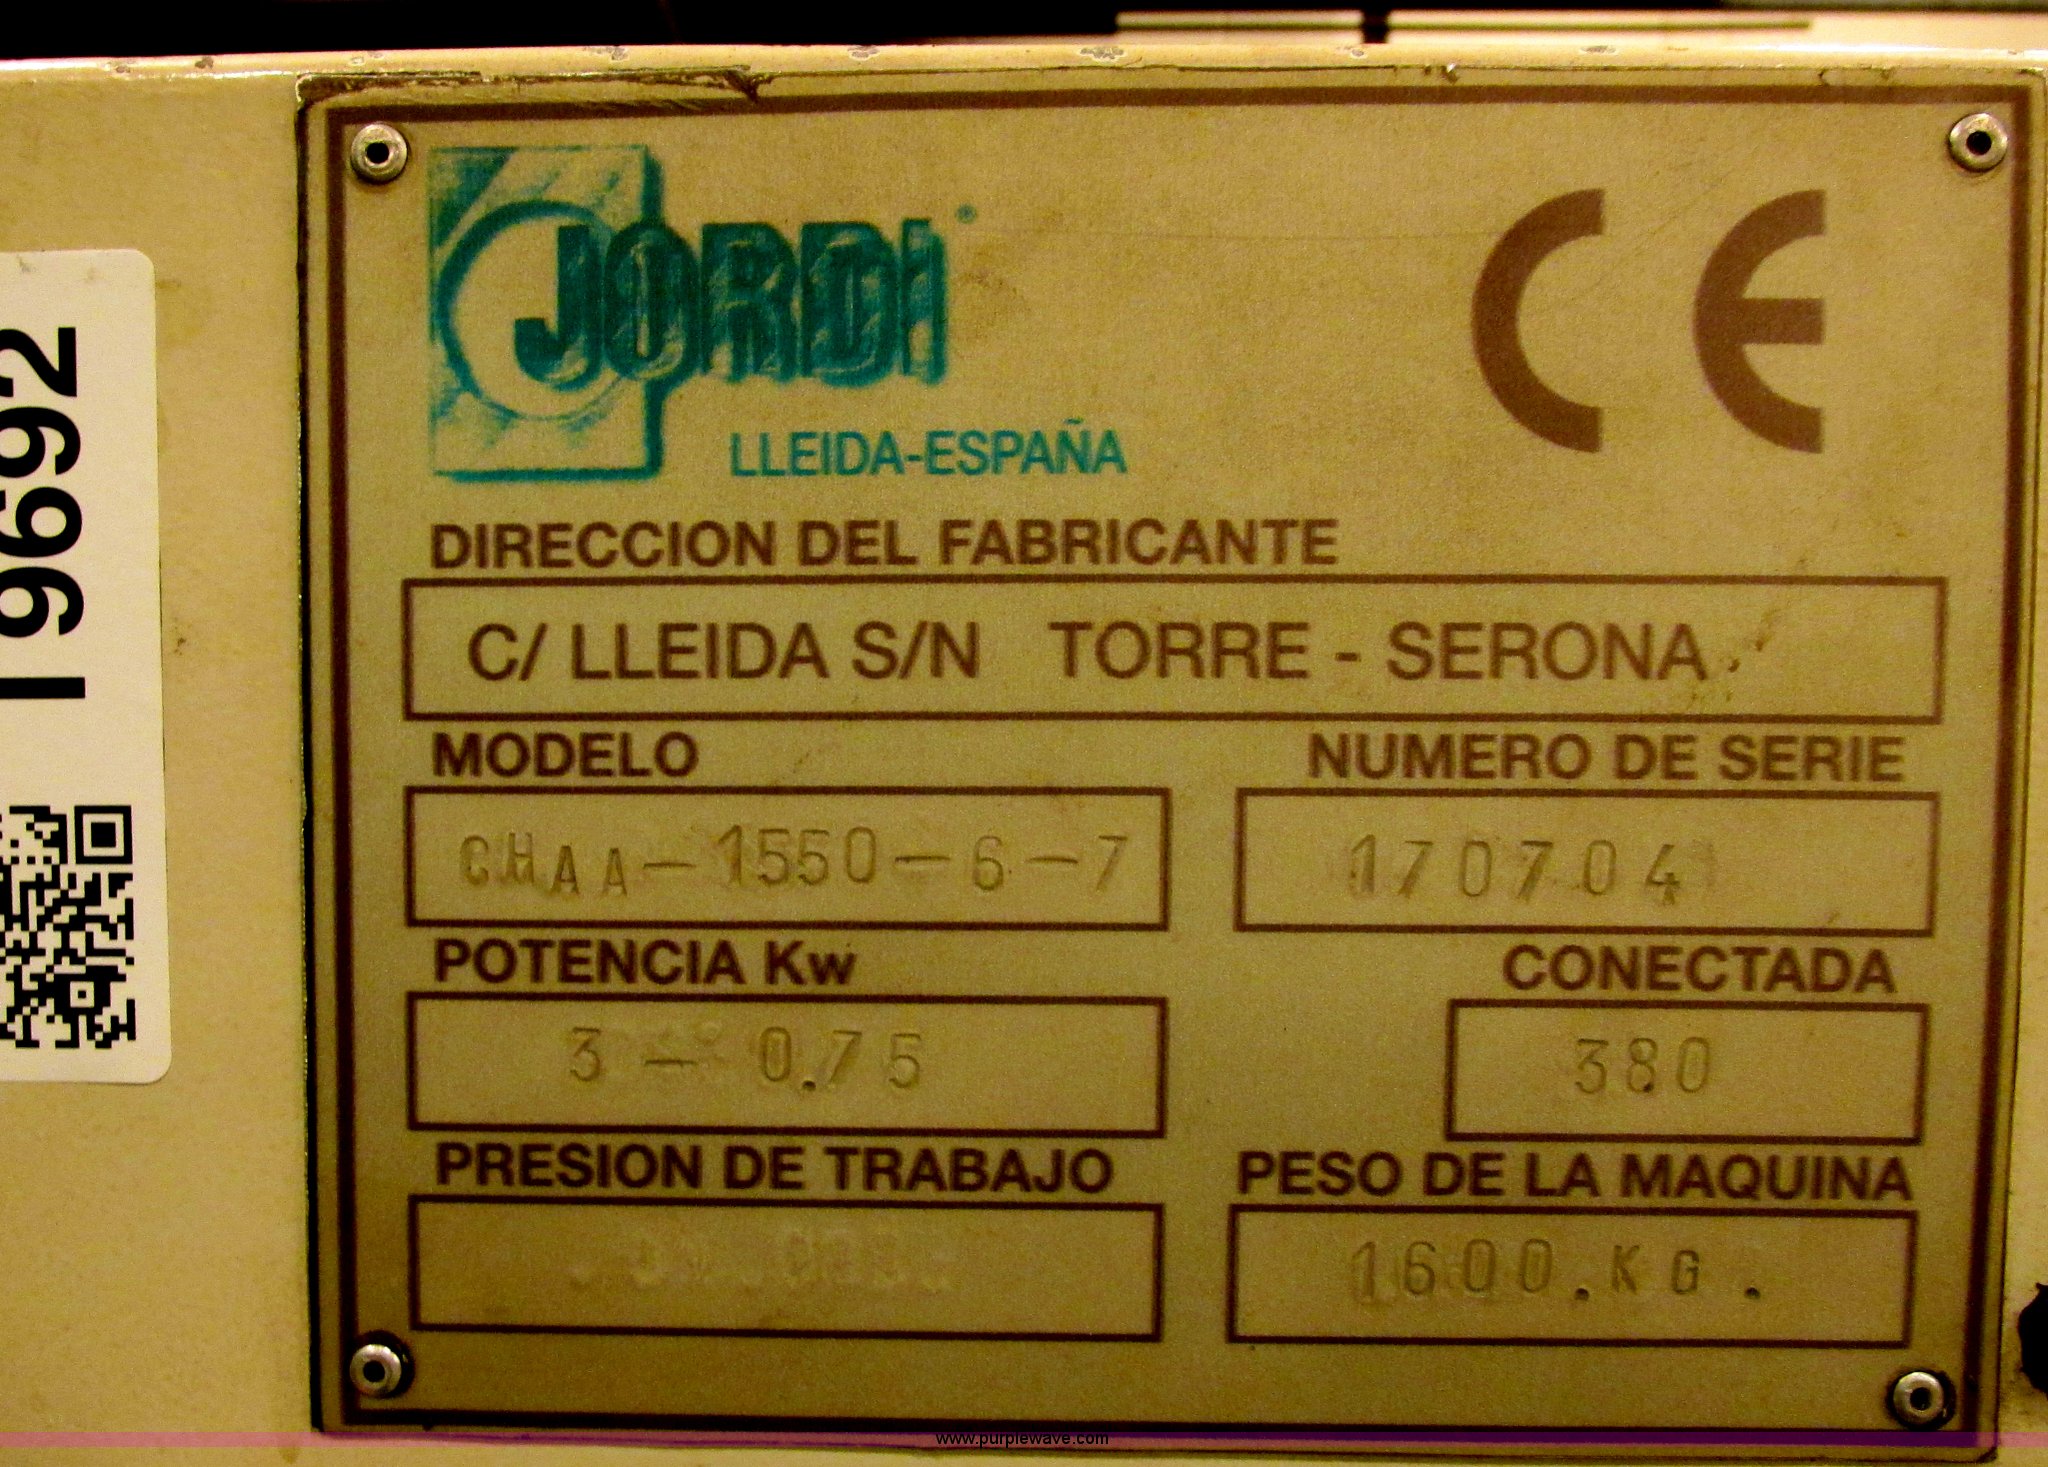 JORDI®
LLEIDA-ESPAÑA
CE
DIRECCION DEL FABRICANTE
C/ LLEIDA S/N TORRE - SERONA
MODELO NUMERO DE SERIE
CHAA-1550-6-7 170704
POTENCIA Kw CONECTADA
3 - 0.75 380
PRESION DE TRABAJO PESO DE LA MAQUINA
1600.KG.
9692
www.purplewave.com